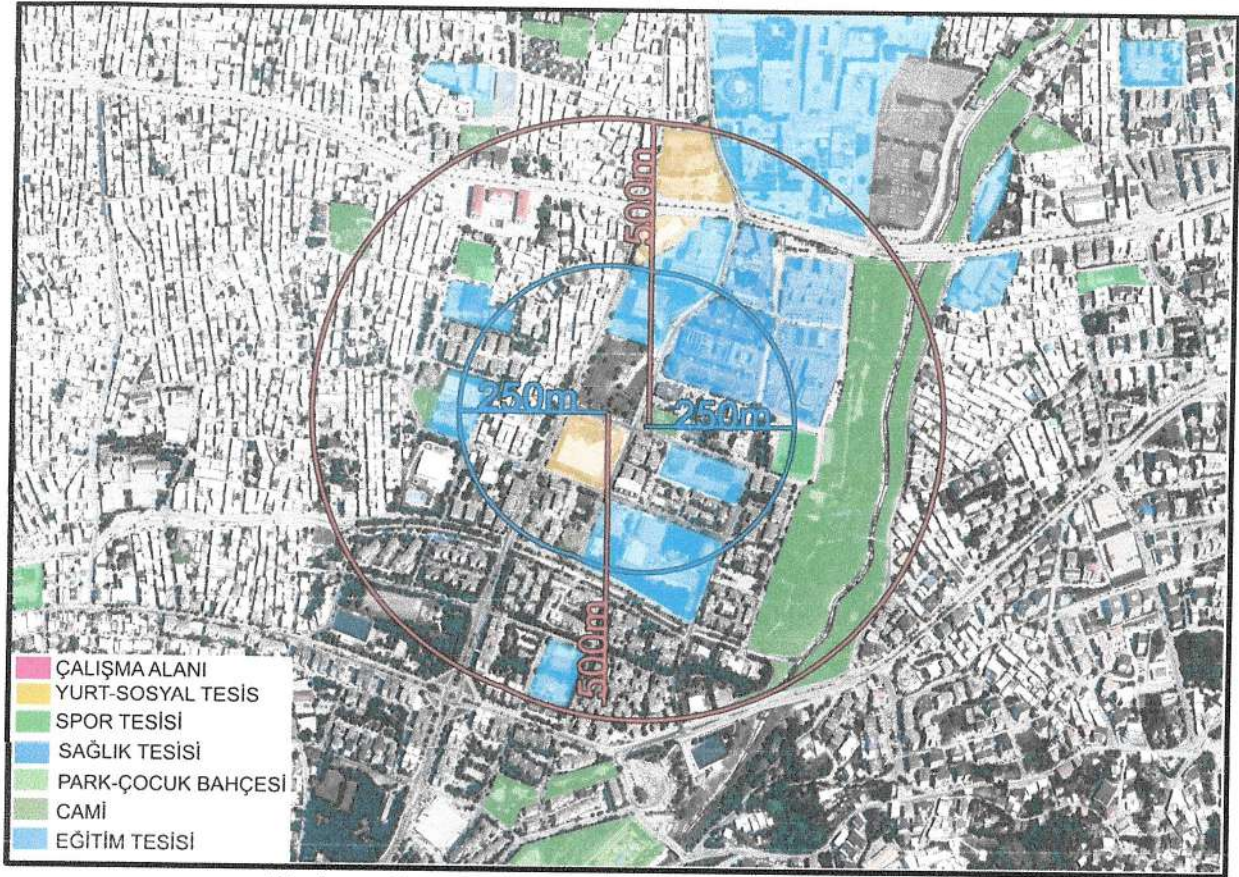 500m
250m
250m
500m
ÇALIŞMA ALANI
YURT-SOSYAL TESİS
SPOR TESİSİ
SAĞLIK TESİSİ
PARK-ÇOCUK BAHÇESİ
CAMİ
EĞİTİM TESİSİ